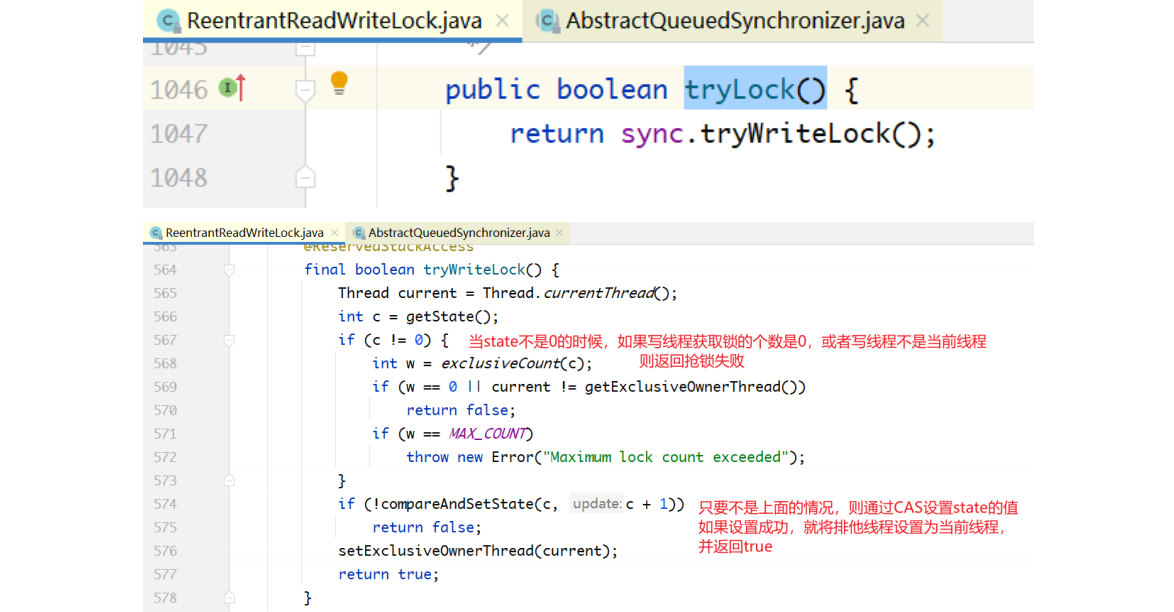 ReentrantReadWriteLock.java × AbstractQueuedSynchronizer.java ×
1045 */
1046 public boolean tryLock() {
1047 return sync.tryWriteLock();
1048 }
ReentrantReadWriteLock.java × AbstractQueuedSynchronizer.java ×
563 @ReservedStackAccess
564 final boolean tryWriteLock() {
565 Thread current = Thread.currentThread();
566 int c = getState();
567 if (c != 0) { 当state不是0的时候，如果写线程获取锁的个数是0，或者写线程不是当前线程
568 int w = exclusiveCount(c); 则返回抢锁失败
569 if (w == 0 || current != getExclusiveOwnerThread())
570 return false;
571 if (w == MAX_COUNT)
572 throw new Error("Maximum lock count exceeded");
573 }
574 if (!compareAndSetState(c, update: c + 1)) 只要不是上面的情况，则通过CAS设置state的值
575 return false; 如果设置成功，就将排他线程设置为当前线程，
576 setExclusiveOwnerThread(current); 并返回true
577 return true;
578 }